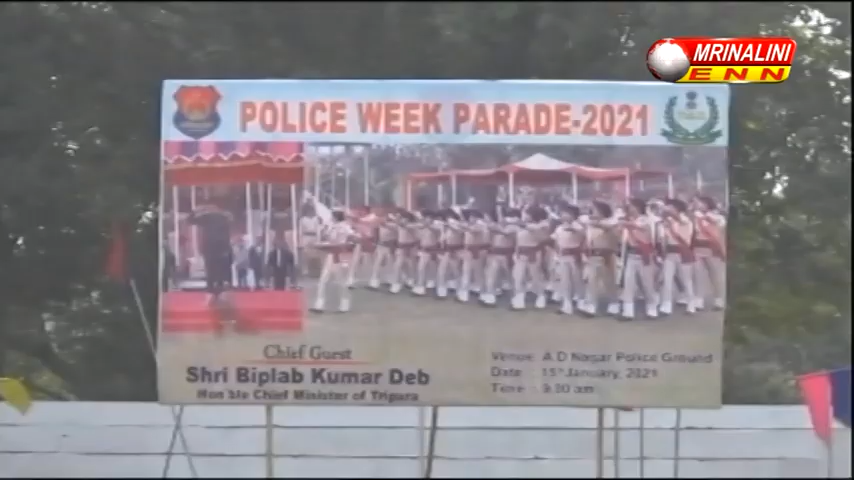 MRINALINI
ENN
POLICE WEEK PARADE-2021
Chief Guest
Shri Biplab Kumar Deb
Hon'ble Chief Minister of Tripura
Venue : A D Nagar Police Ground
Date : 15th January, 2021
Time : 9.30 am